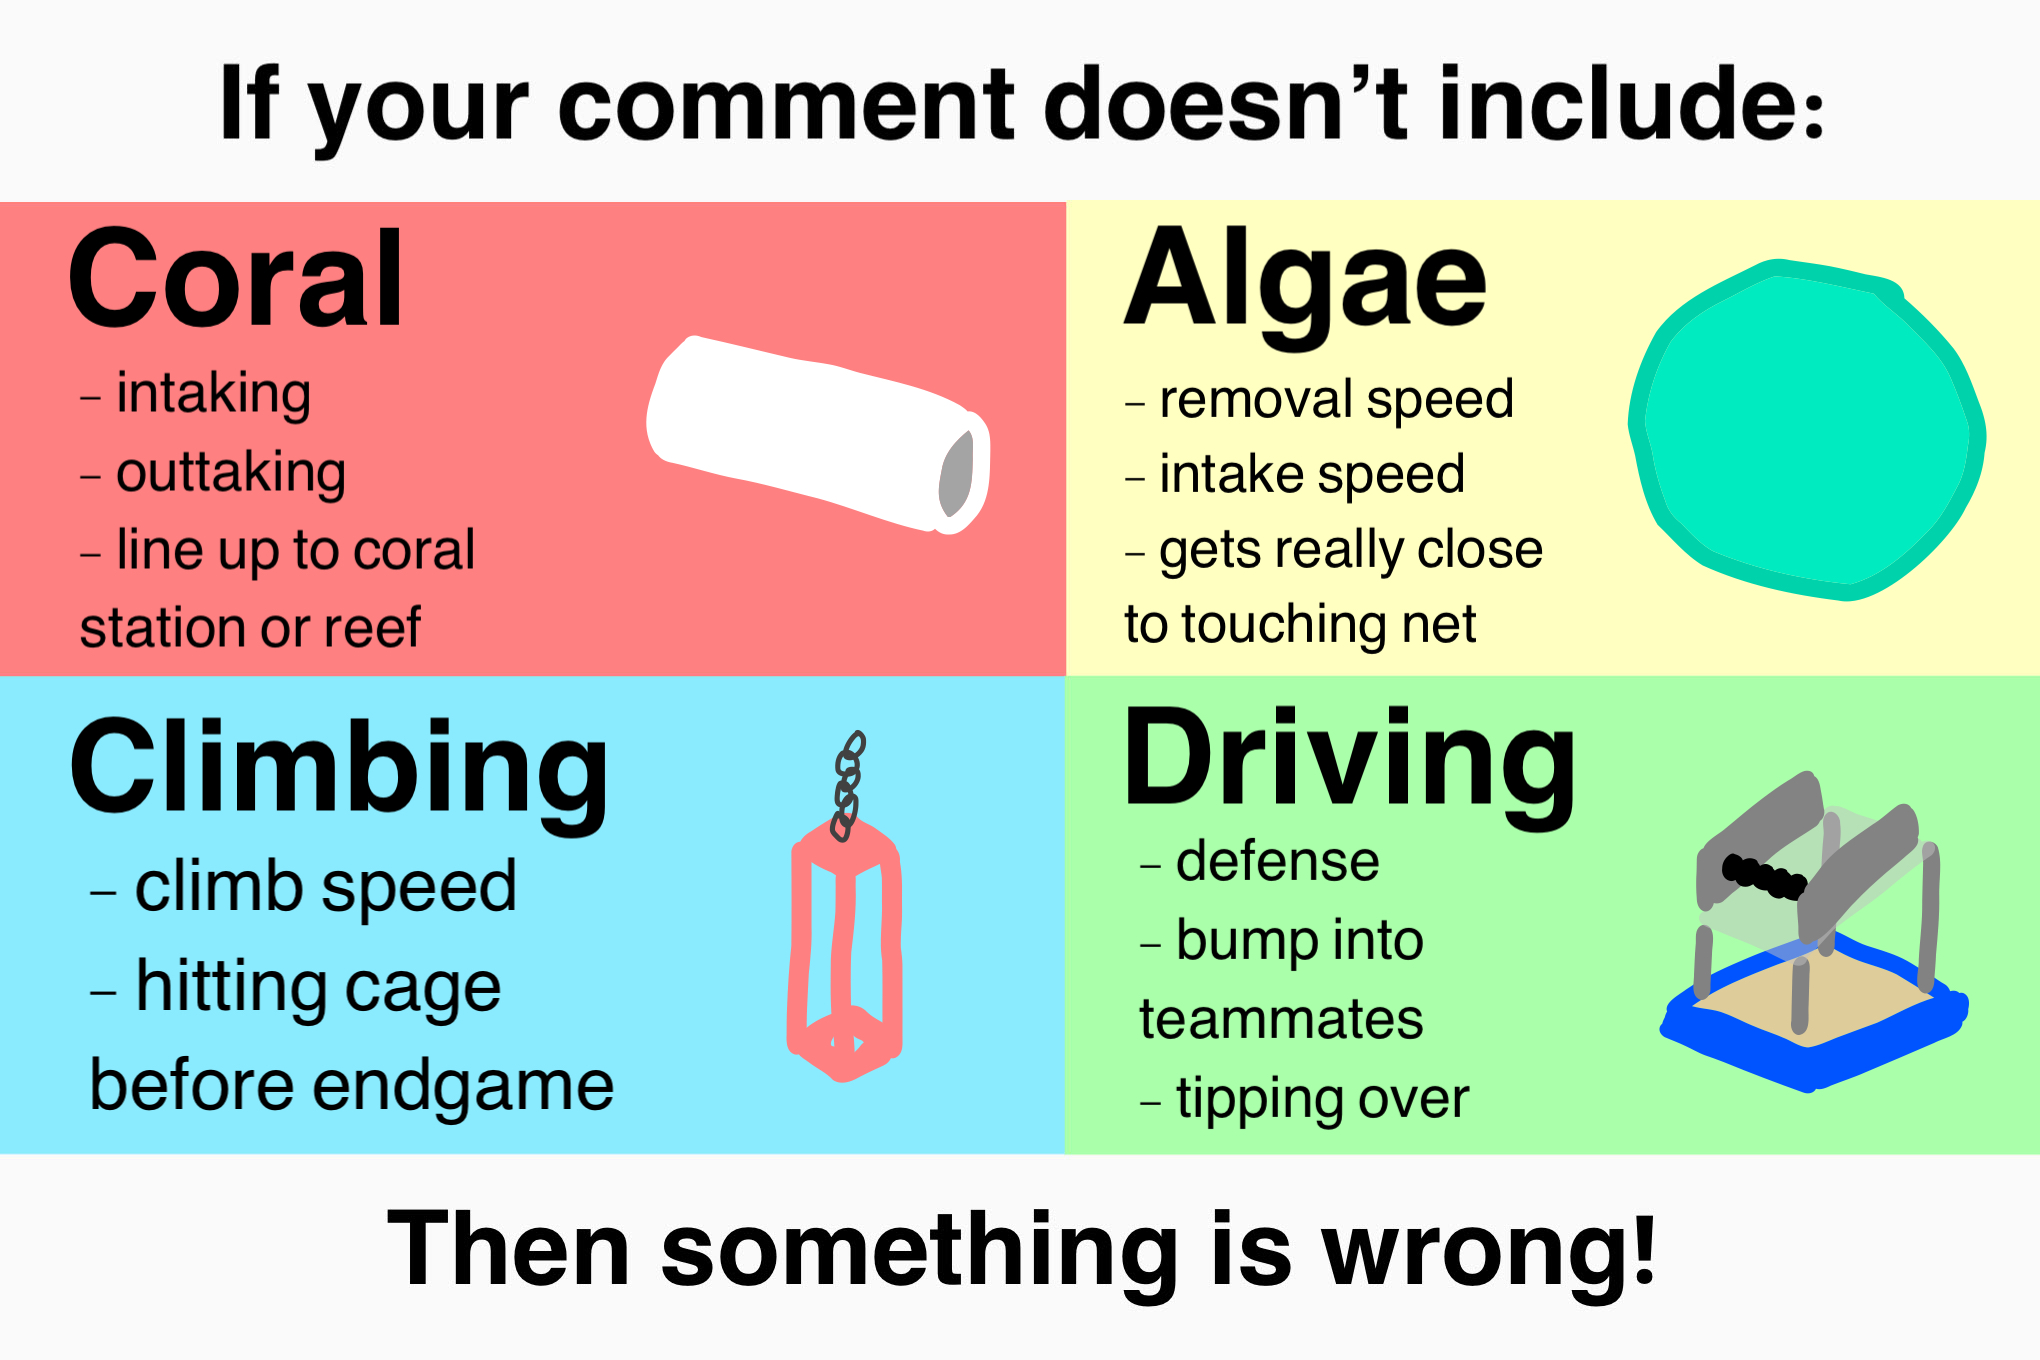 If your comment doesn’t include:
Coral
– intaking
– outtaking
– line up to coral
station or reef
Algae
– removal speed
– intake speed
– gets really close
to touching net
Climbing
– climb speed
– hitting cage
before endgame
Driving
– defense
– bump into
teammates
– tipping over
Then something is wrong!